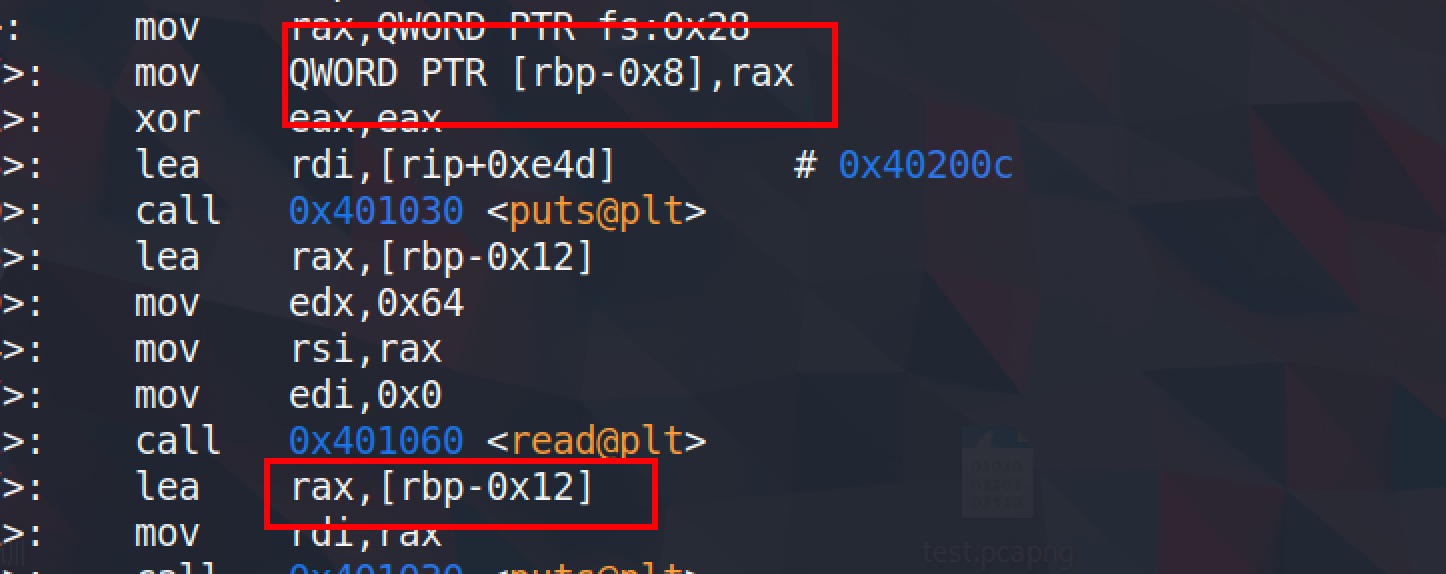 : mov rax,QWORD PTR fs:0x28
>: mov QWORD PTR [rbp-0x8],rax
>: xor eax,eax
>: lea rdi,[rip+0xe4d] # 0x40200c
>: call 0x401030 <puts@plt>
>: lea rax,[rbp-0x12]
>: mov edx,0x64
>: mov rsi,rax
>: mov edi,0x0
>: call 0x401060 <read@plt>
>: lea rax,[rbp-0x12]
>: mov rdi,rax
test.pcapng
>: call 0x401030 <puts@plt>